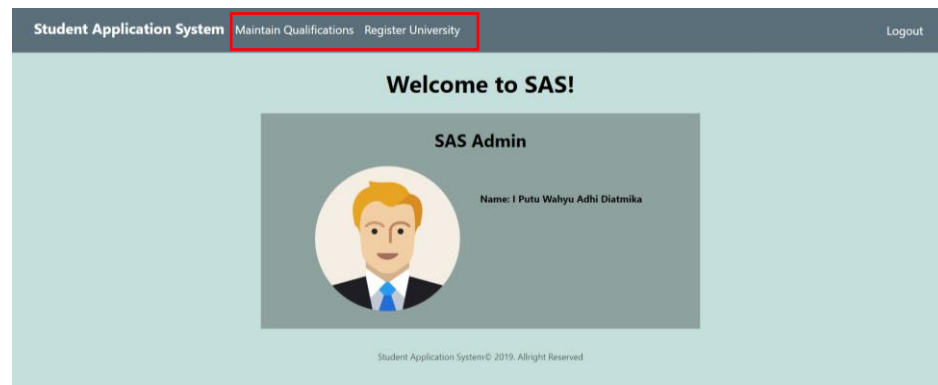 Student Application System Maintain Qualifications Register University Logout
Welcome to SAS!
SAS Admin
Name: I Putu Wahyu Adhi Diatmika
Student Application System© 2019. Allright Reserved